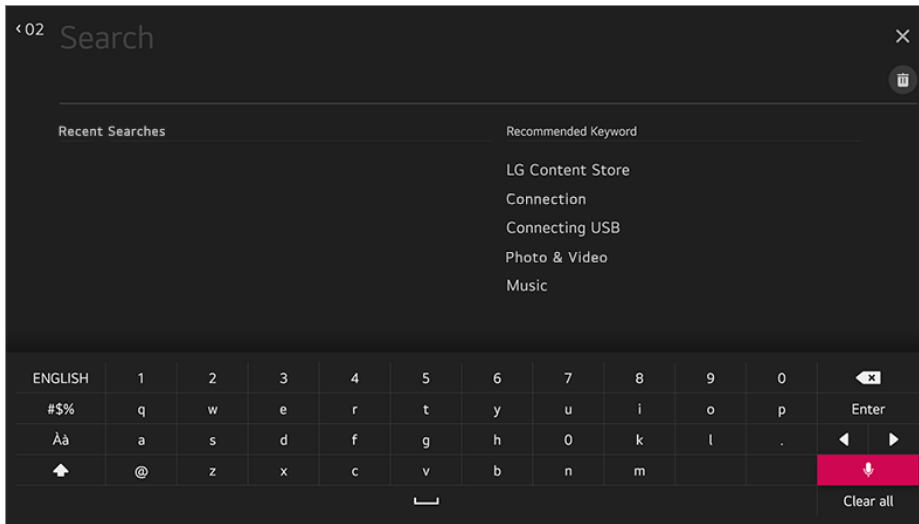 ‹02 Search
Recent Searches
Recommended Keyword
LG Content Store
Connection
Connecting USB
Photo & Video
Music
ENGLISH 1 2 3 4 5 6 7 8 9 0
#$% q w e r t y u i o p Enter
Àà a s d f g h 0 k l .
@ z x c v b n m
Clear all